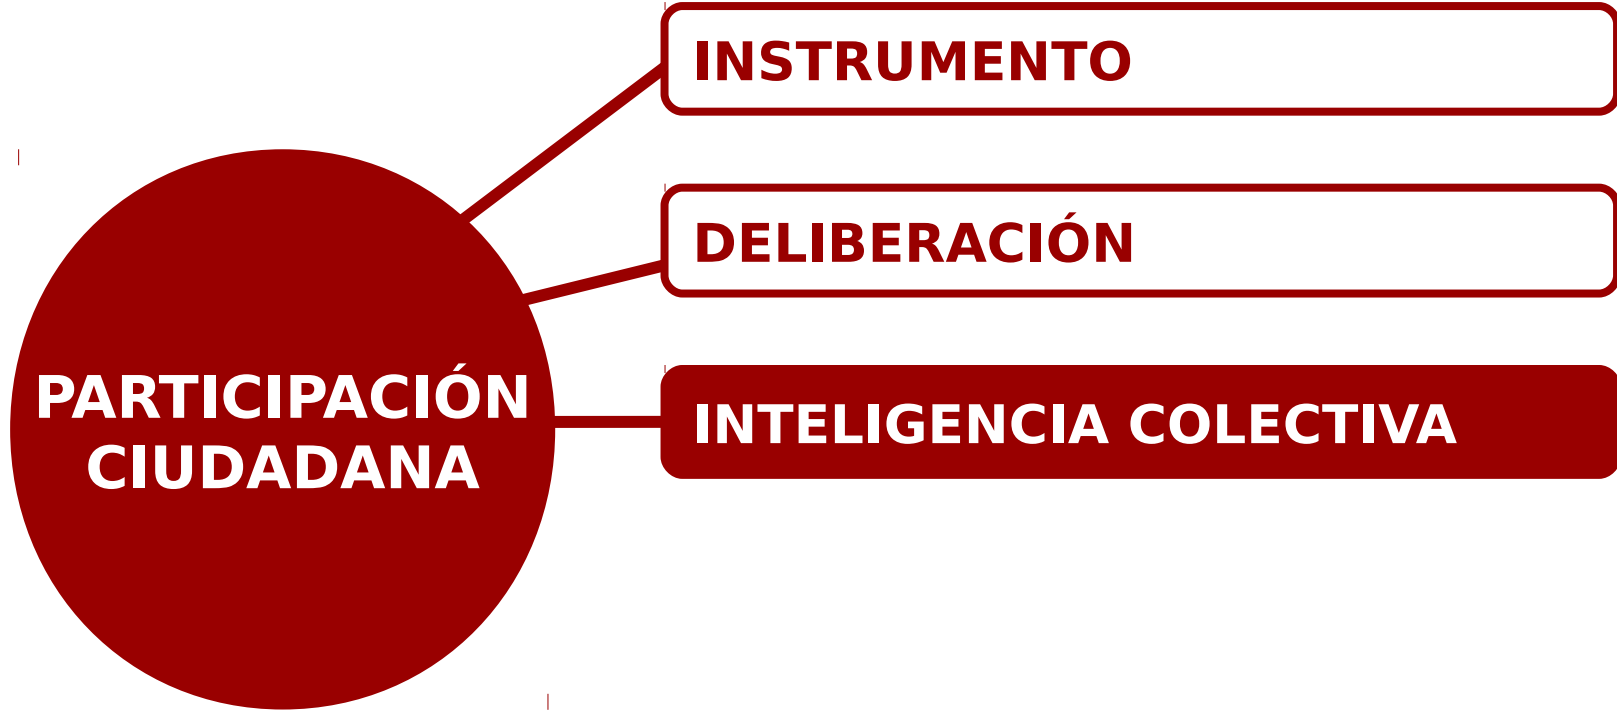 INSTRUMENTO
DELIBERACIÓN
PARTICIPACIÓN
CIUDADANA
INTELIGENCIA COLECTIVA